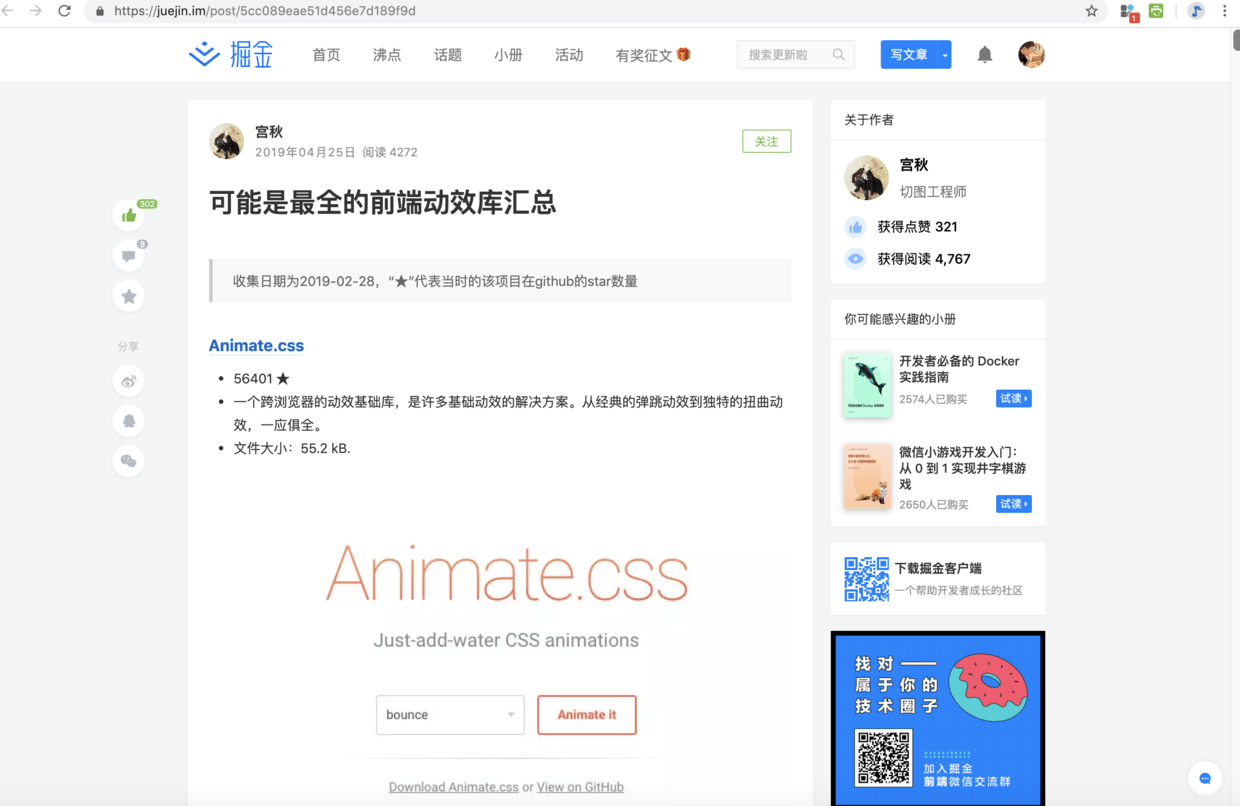 https://juejin.im/post/5cc089eae51d456e7d189f9d
1
掘金
首页
沸点
话题
小册
活动
有奖征文
搜索更新啦
写文章
宫秋
2019年04月25日 阅读 4272
关注
可能是最全的前端动效库汇总
302
8
分享
收集日期为2019-02-28，“★”代表当时的该项目在github的star数量
Animate.css
• 56401 ★
• 一个跨浏览器的动效基础库，是许多基础动效的解决方案。从经典的弹跳动效到独特的扭曲动
效，一应俱全。
• 文件大小：55.2 kB.
Animate.css
Just-add-water CSS animations
bounce
Animate it
Download Animate.css or View on GitHub
关于作者
宫秋
切图工程师
获得点赞 321
获得阅读 4,767
你可能感兴趣的小册
开发者必备的 Docker
实践指南
2574人已购买
试读
微信小游戏开发入门：
从 0 到 1 实现井字棋游
戏
2650人已购买
试读
下载掘金客户端
一个帮助开发者成长的社区
找对——
属于你的
技术圈子
加入掘金
前端微信交流群